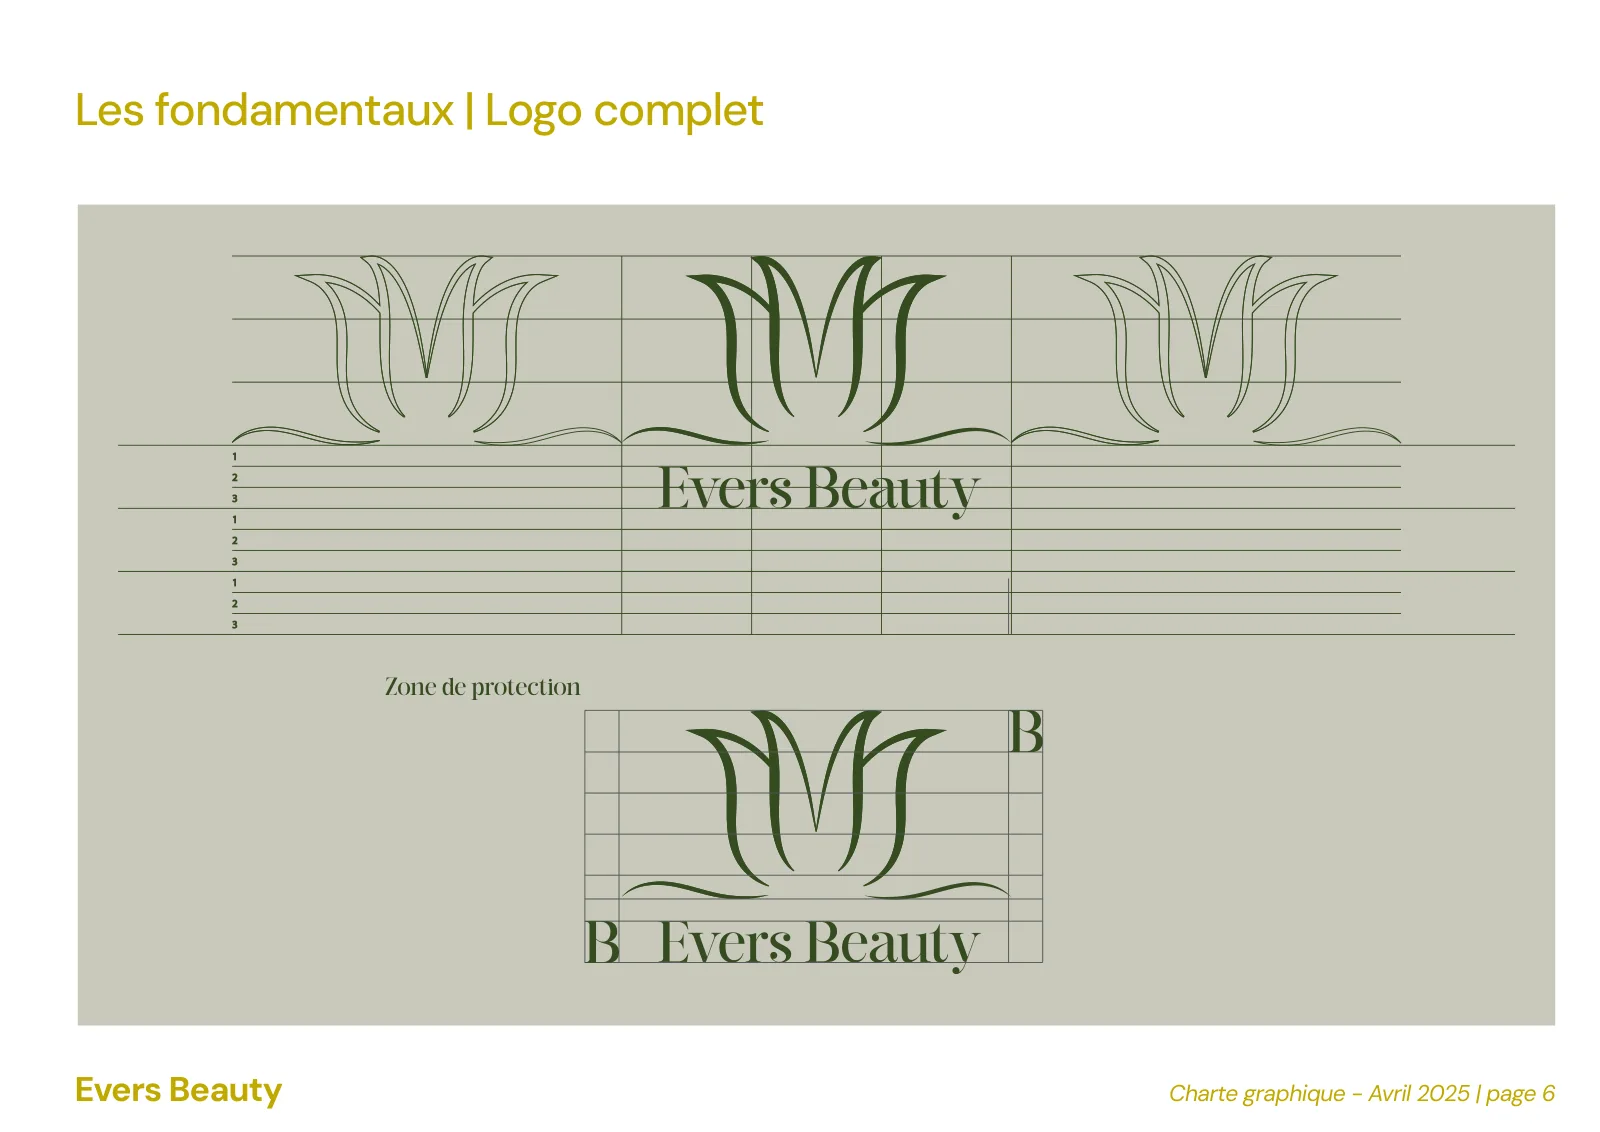 Les fondamentaux | Logo complet
1
2
3
1
2
3
1
2
3
Evers Beauty
Zone de protection
B
B Evers Beauty
Evers Beauty
Charte graphique - Avril 2025 | page 6